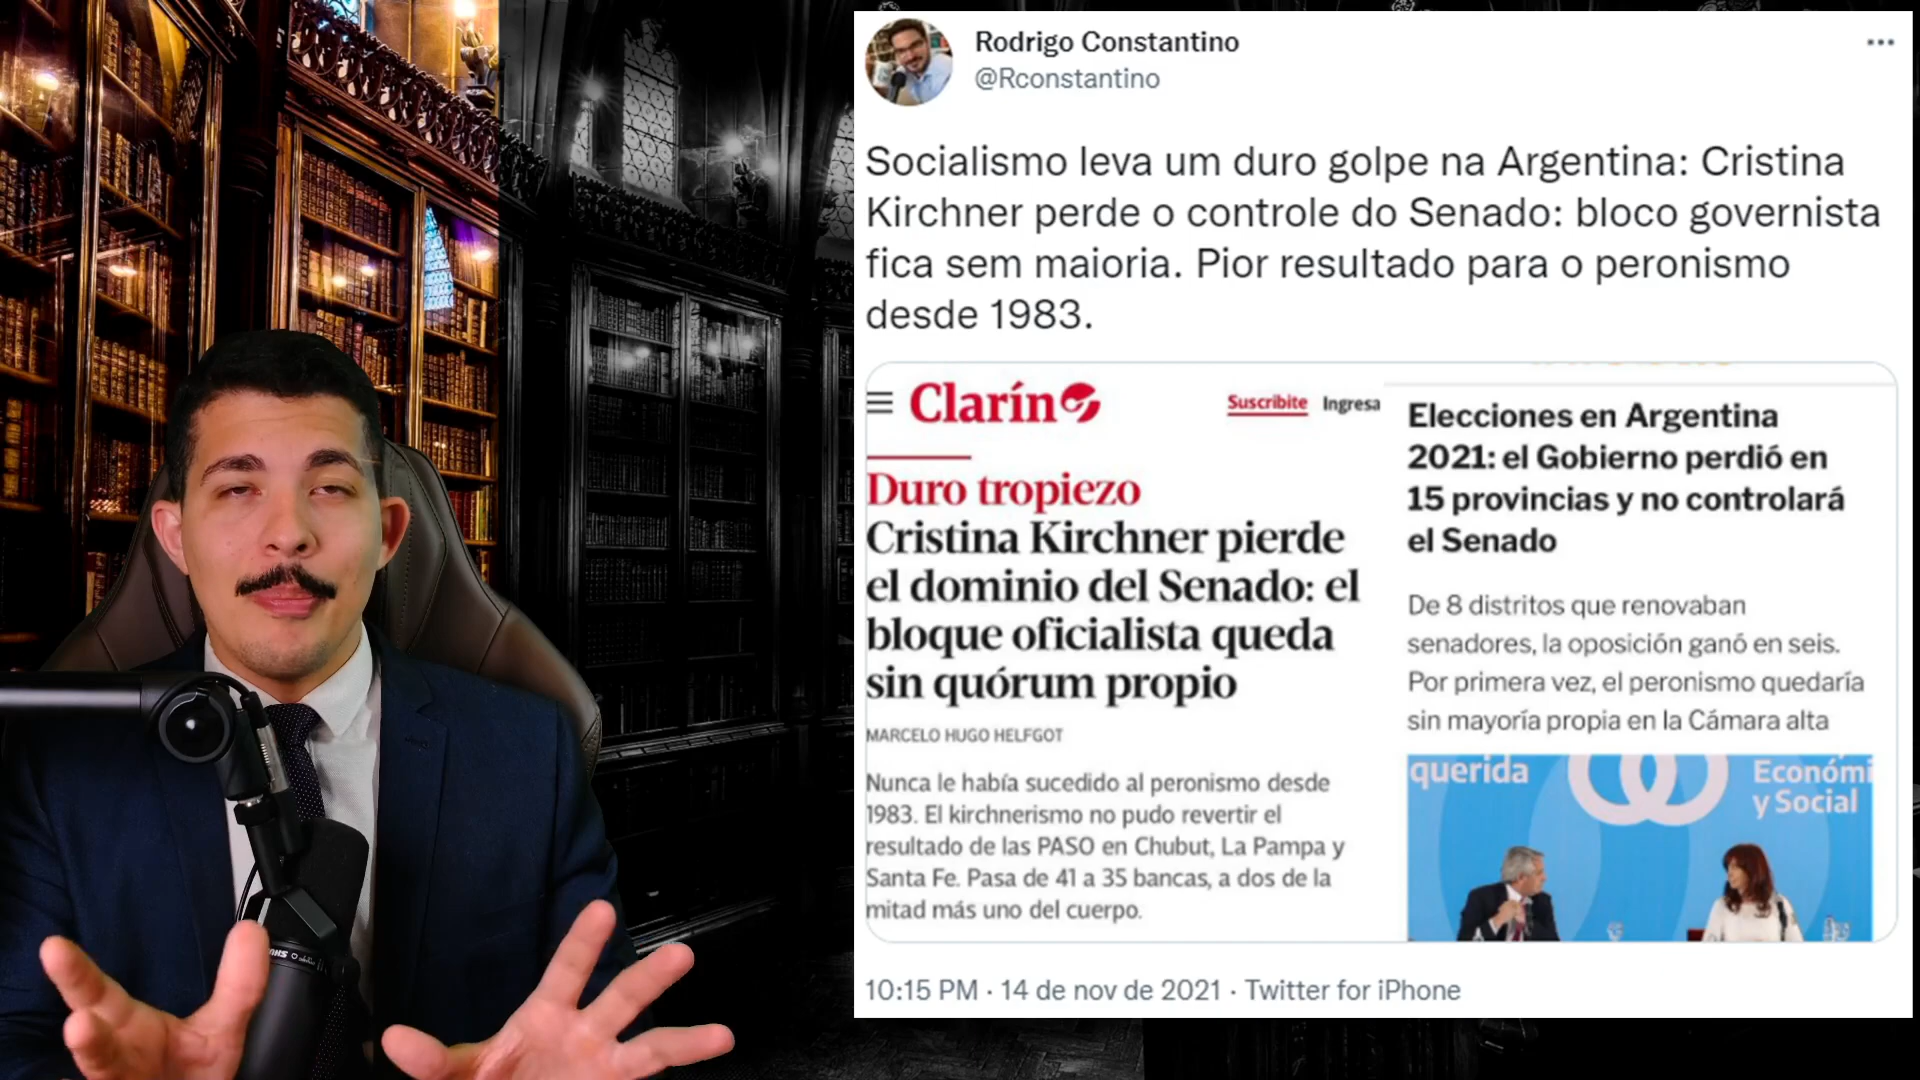 Rodrigo Constantino
@Rconstantino
Socialismo leva um duro golpe na Argentina: Cristina
Kirchner perde o controle do Senado: bloco governista
fica sem maioria. Pior resultado para o peronismo
desde 1983.
Clarín
Suscribite Ingresa
Duro tropiezo
Cristina Kirchner pierde
el dominio del Senado: el
bloque oficialista queda
sin quórum propio
MARCELO HUGO HELFGOT
Nunca le había sucedido al peronismo desde
1983. El kirchnerismo no pudo revertir el
resultado de las PASO en Chubut, La Pampa y
Santa Fe. Pasa de 41 a 35 bancas, a dos de la
mitad más uno del cuerpo.
Elecciones en Argentina
2021: el Gobierno perdió en
15 provincias y no controlará
el Senado
De 8 distritos que renovaban
senadores, la oposición ganó en seis.
Por primera vez, el peronismo quedaría
sin mayoría propia en la Cámara alta
querida
Económi
y Social
10:15 PM · 14 de nov de 2021 · Twitter for iPhone